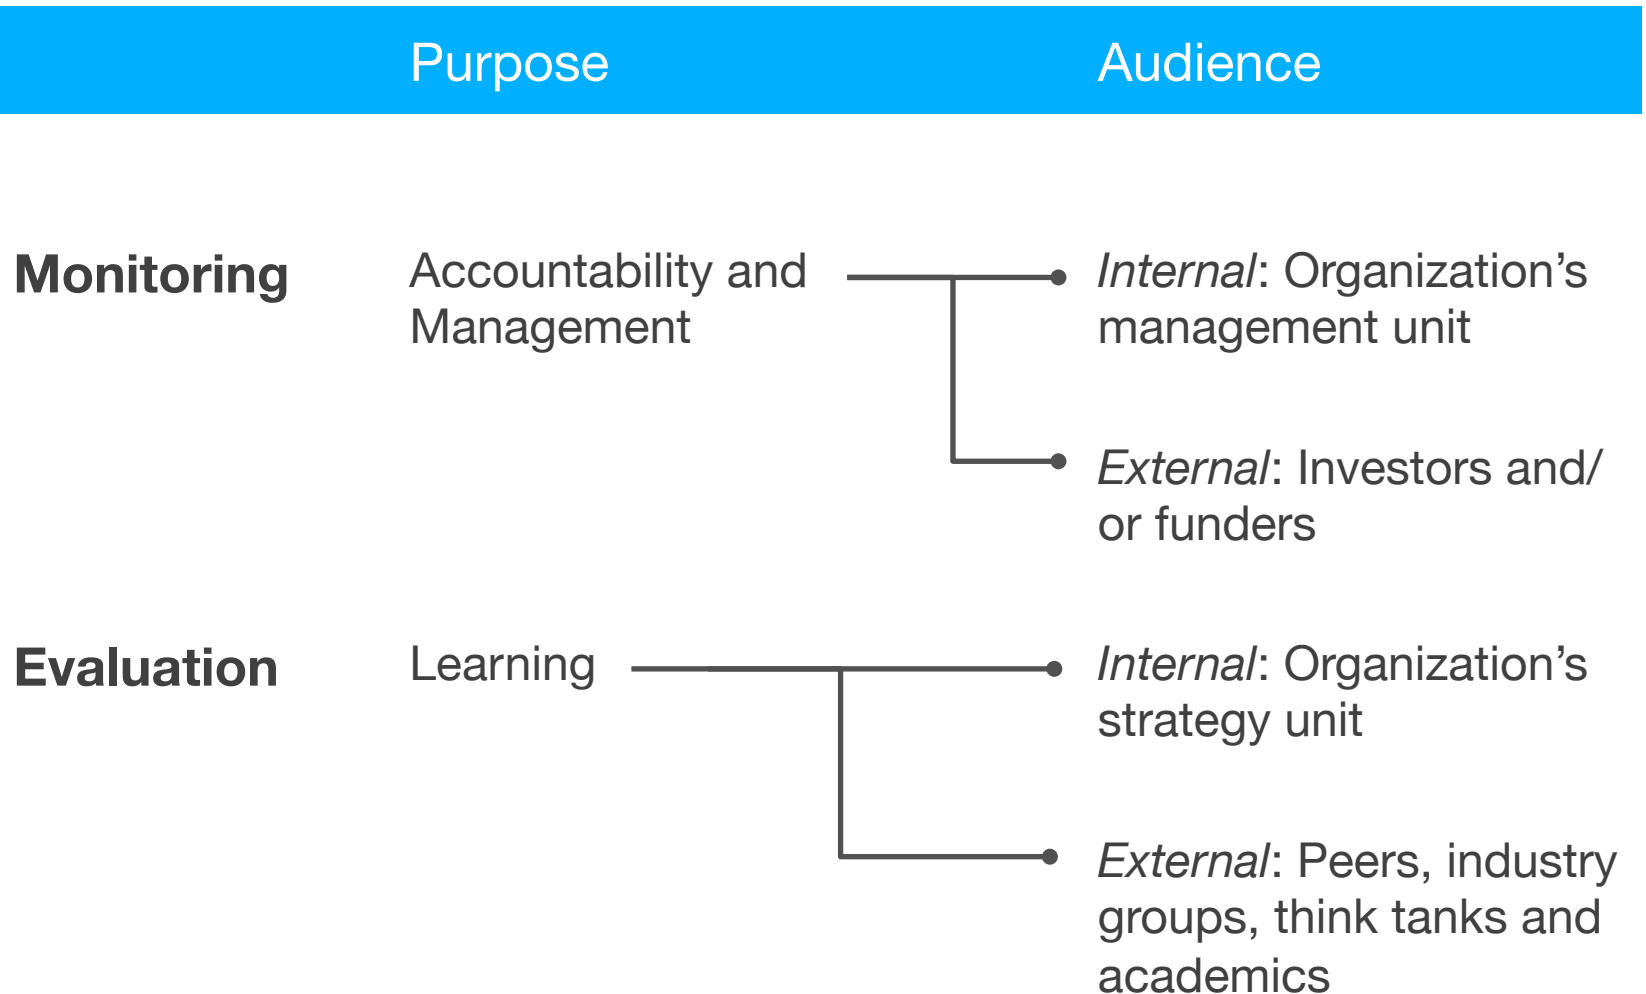 Purpose
Audience
Monitoring
Accountability and
Management
Internal: Organization’s
management unit
External: Investors and/
or funders
Evaluation
Learning
Internal: Organization’s
strategy unit
External: Peers, industry
groups, think tanks and
academics